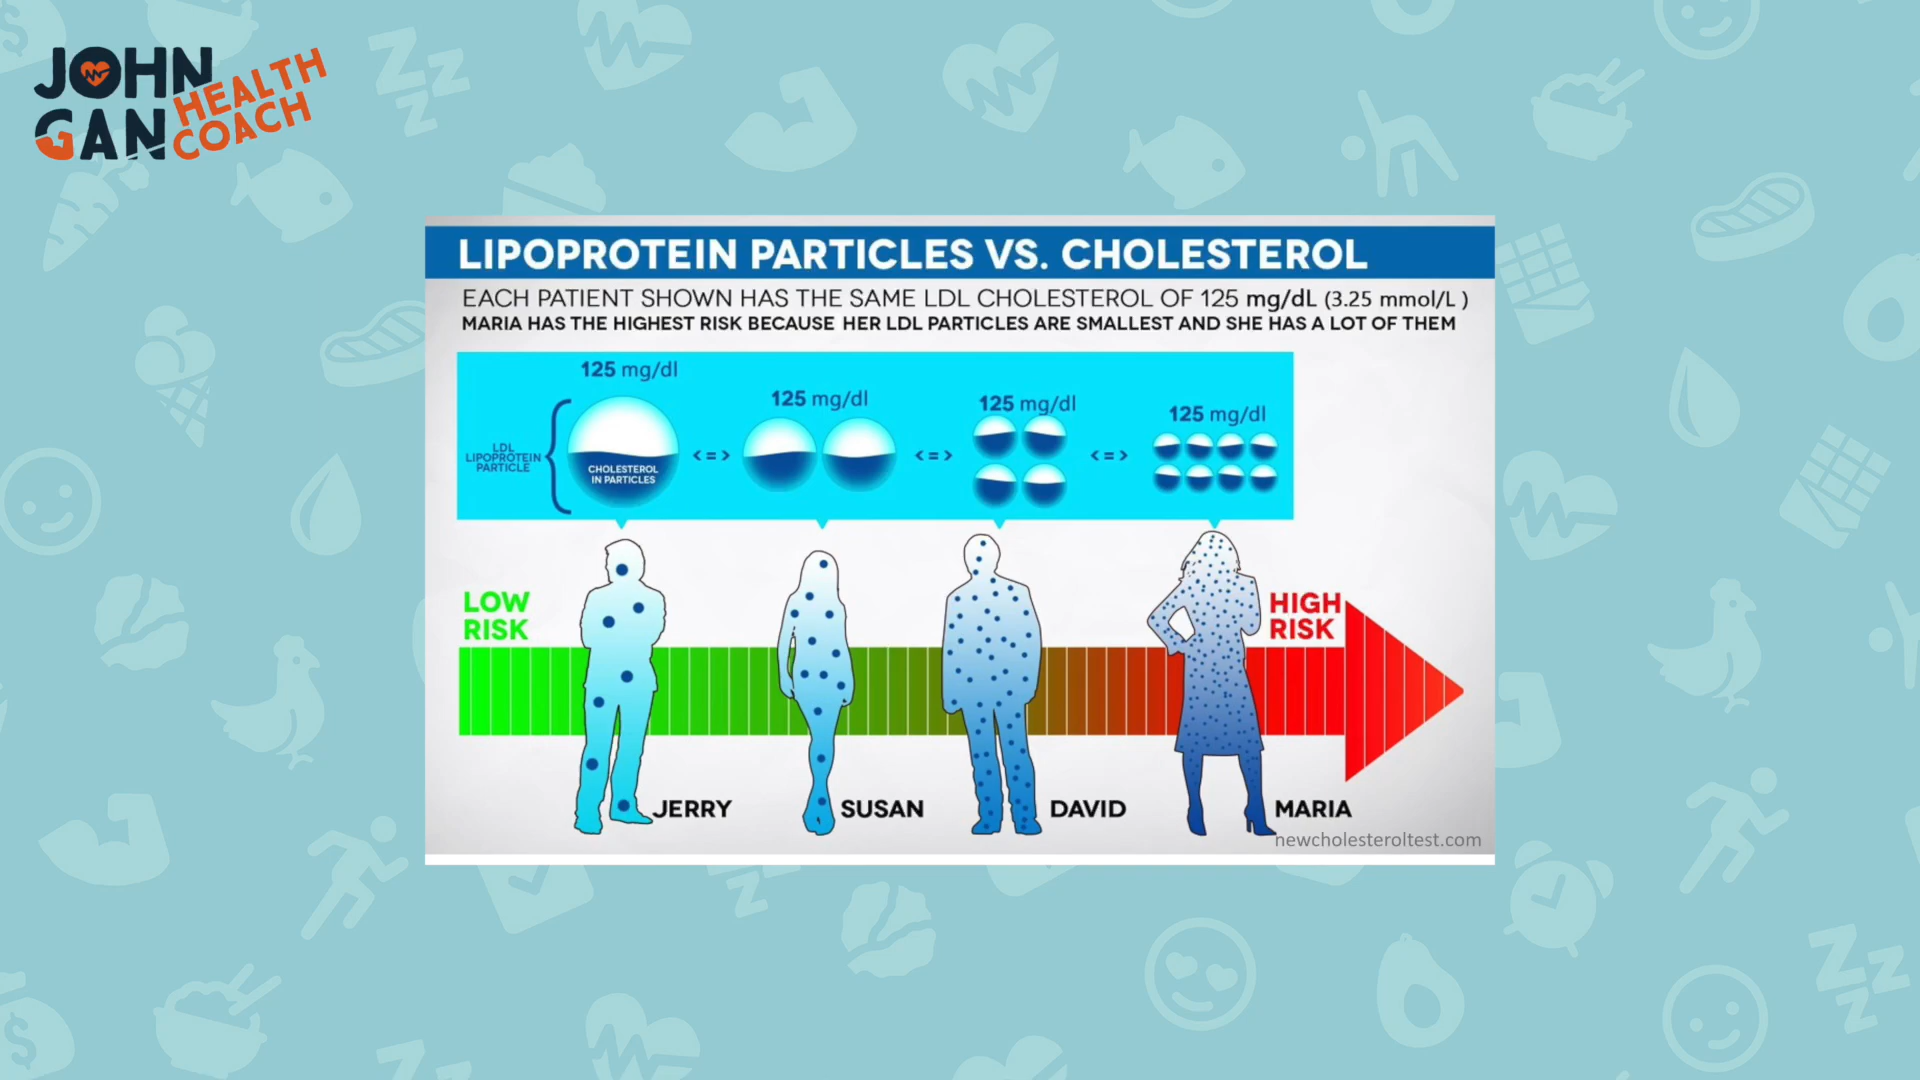 JOHN
GAN
HEALTH
COACH
LIPOPROTEIN PARTICLES VS. CHOLESTEROL
EACH PATIENT SHOWN HAS THE SAME LDL CHOLESTEROL OF 125 mg/dL (3.25 mmol/L )
MARIA HAS THE HIGHEST RISK BECAUSE HER LDL PARTICLES ARE SMALLEST AND SHE HAS A LOT OF THEM
125 mg/dl
125 mg/dl
125 mg/dl
125 mg/dl
LDL
LIPOPROTEIN
PARTICLE
CHOLESTEROL
IN PARTICLES
<=>
<=>
<=>
LOW
RISK
HIGH
RISK
JERRY
SUSAN
DAVID
MARIA
newcholesteroltest.com